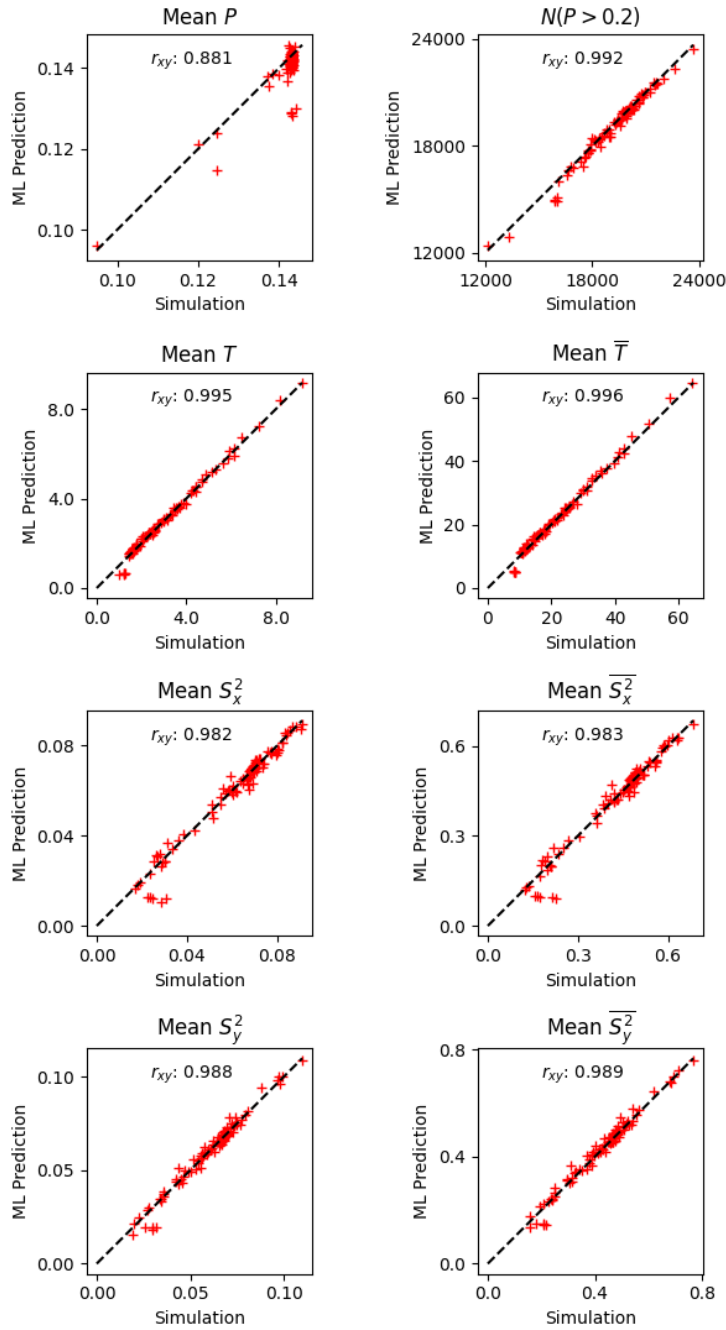 Mean P
r_xy: 0.881
ML Prediction
0.14
0.12
0.10
0.10 0.12 0.14
Simulation
N(P > 0.2)
r_xy: 0.992
ML Prediction
24000
18000
12000
12000 18000 24000
Simulation
Mean T
r_xy: 0.995
ML Prediction
8.0
4.0
0.0
0.0 4.0 8.0
Simulation
Mean T̅
r_xy: 0.996
ML Prediction
60
40
20
0
0 20 40 60
Simulation
Mean S_x^2
r_xy: 0.982
ML Prediction
0.08
0.04
0.00
0.00 0.04 0.08
Simulation
Mean \overline{S_x^2}
r_xy: 0.983
ML Prediction
0.6
0.3
0.0
0.0 0.3 0.6
Simulation
Mean S_y^2
r_xy: 0.988
ML Prediction
0.10
0.05
0.00
0.00 0.05 0.10
Simulation
Mean \overline{S_y^2}
r_xy: 0.989
ML Prediction
0.8
0.4
0.0
0.0 0.4 0.8
Simulation